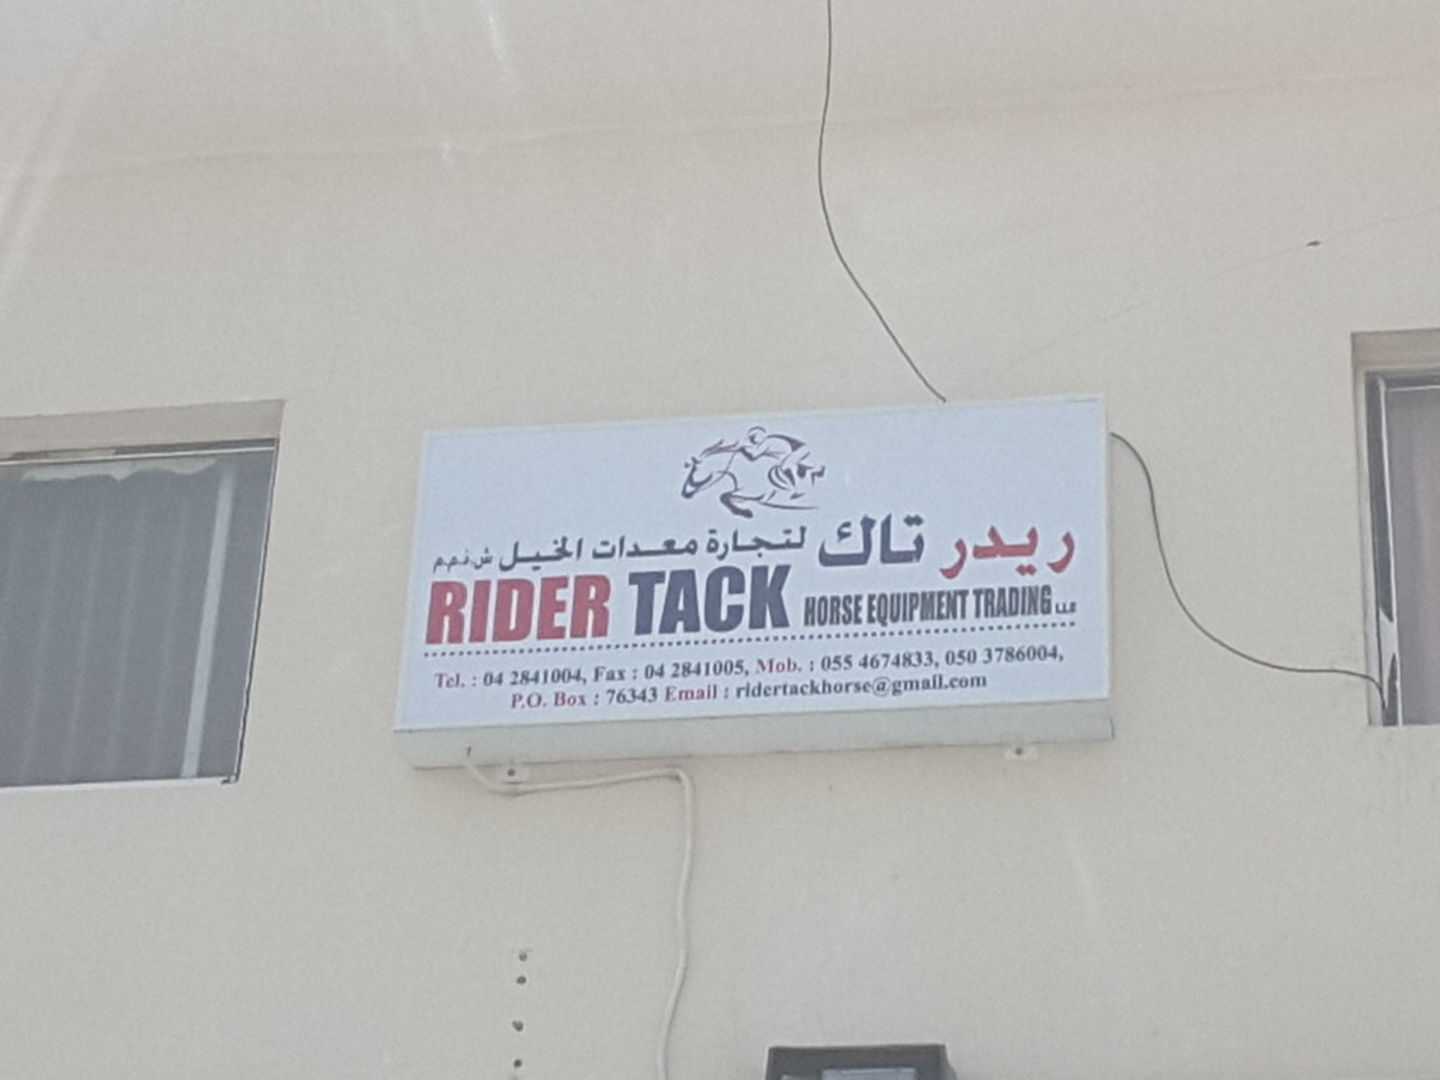 ريدر تاك لتجارة معدات الخيل ش.ذ.م.م
RIDER TACK HORSE EQUIPMENT TRADING LLC
Tel. : 04 2841004, Fax : 04 2841005, Mob. : 055 4674833, 050 3786004,
P.O. Box : 76343 Email : ridertackhorse@gmail.com